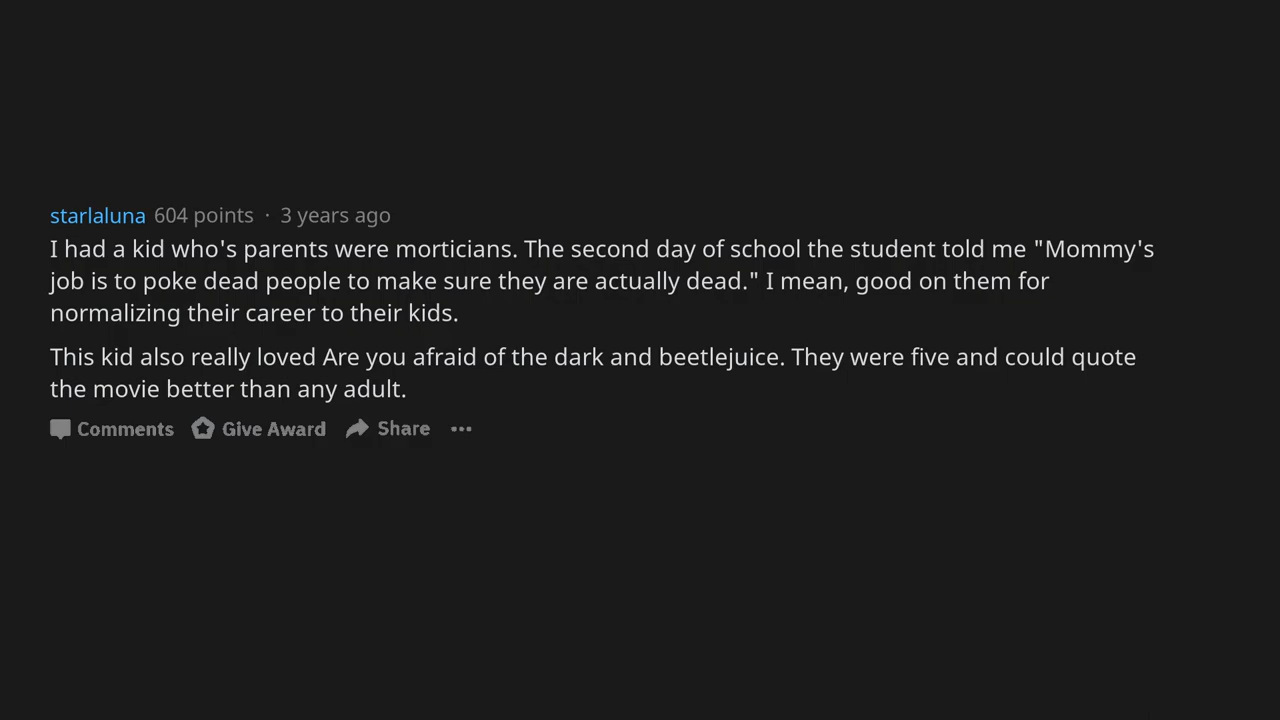 starlaluna 604 points · 3 years ago
I had a kid who's parents were morticians. The second day of school the student told me "Mommy's
job is to poke dead people to make sure they are actually dead." I mean, good on them for
normalizing their career to their kids.
This kid also really loved Are you afraid of the dark and beetlejuice. They were five and could quote
the movie better than any adult.
Comments Give Award Share ...